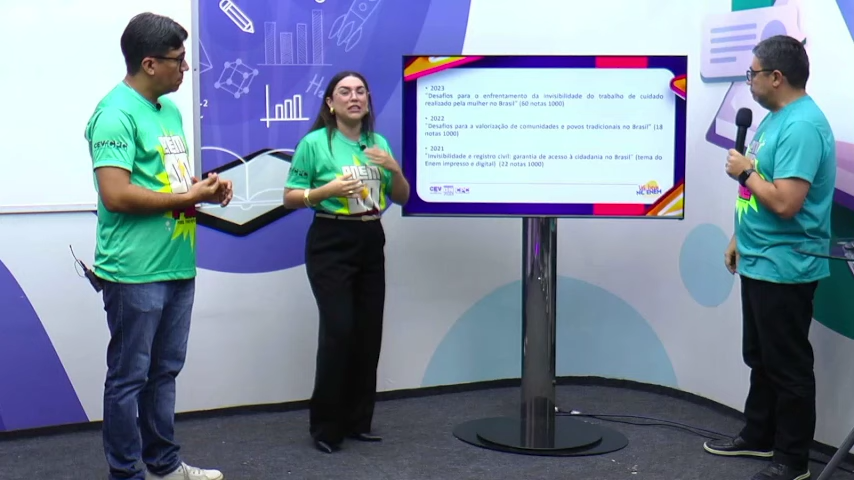 • 2023
"Desafios para o enfrentamento da invisibilidade do trabalho de cuidado
realizado pela mulher no Brasil" (60 notas 1000)
• 2022
"Desafios para a valorização de comunidades e povos tradicionais no Brasil" (18
notas 1000)
• 2021
"Invisibilidade e registro civil: garantia de acesso à cidadania no Brasil" (tema do
Enem impresso e digital) (22 notas 1000)
CEV